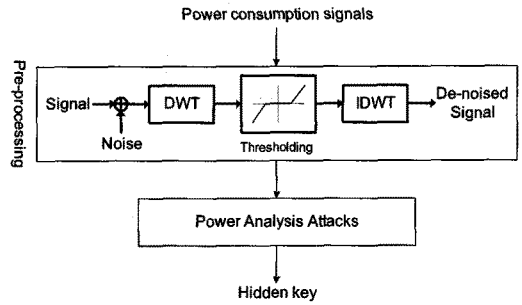 Power consumption signals
Pre-processing
Signal
Noise
DWT
Thresholding
IDWT
De-noised
Signal
Power Analysis Attacks
Hidden key